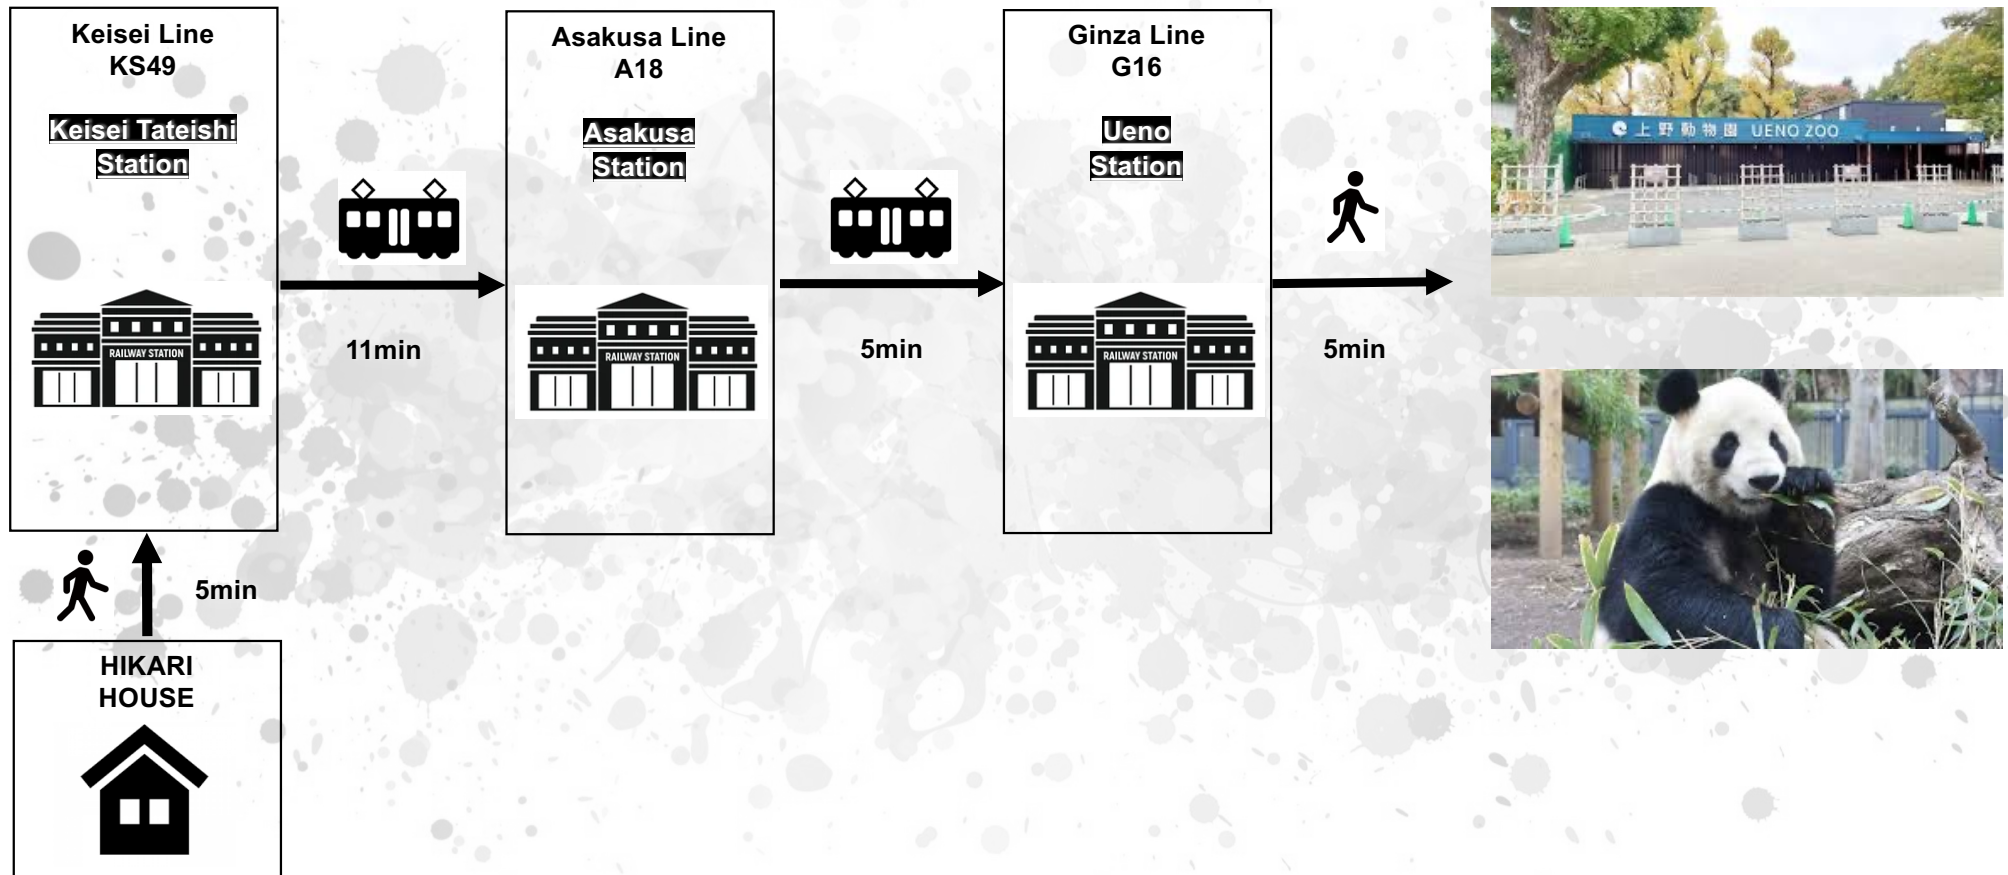 Keisei Line
KS49
Keisei Tateishi
Station
RAILWAY STATION
11min
Asakusa Line
A18
Asakusa
Station
RAILWAY STATION
5min
Ginza Line
G16
Ueno
Station
RAILWAY STATION
5min
上野動物園 UENO ZOO
5min
HIKARI
HOUSE